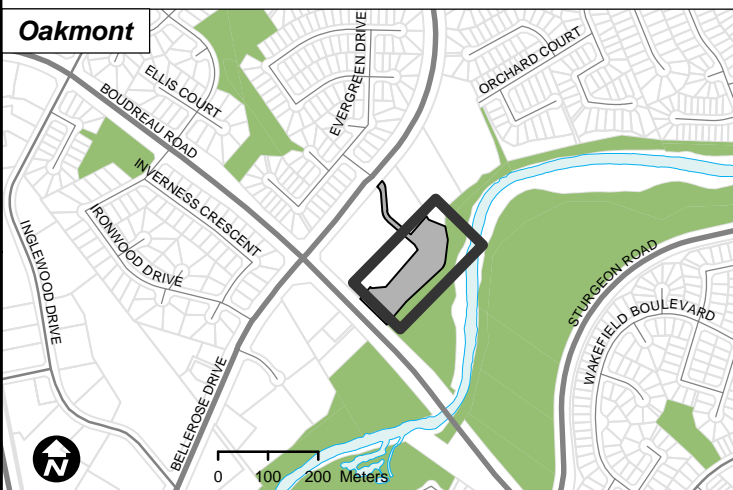 Oakmont
ELLIS COURT
BOUDREAU ROAD
EVERGREEN DRIVE
ORCHARD COURT
INVERNESS CRESCENT
IRONWOOD DRIVE
INGLEWOOD DRIVE
STURGEON ROAD
WAKEFIELD BOULEVARD
BELLEROSE DRIVE
N
0 100 200 Meters